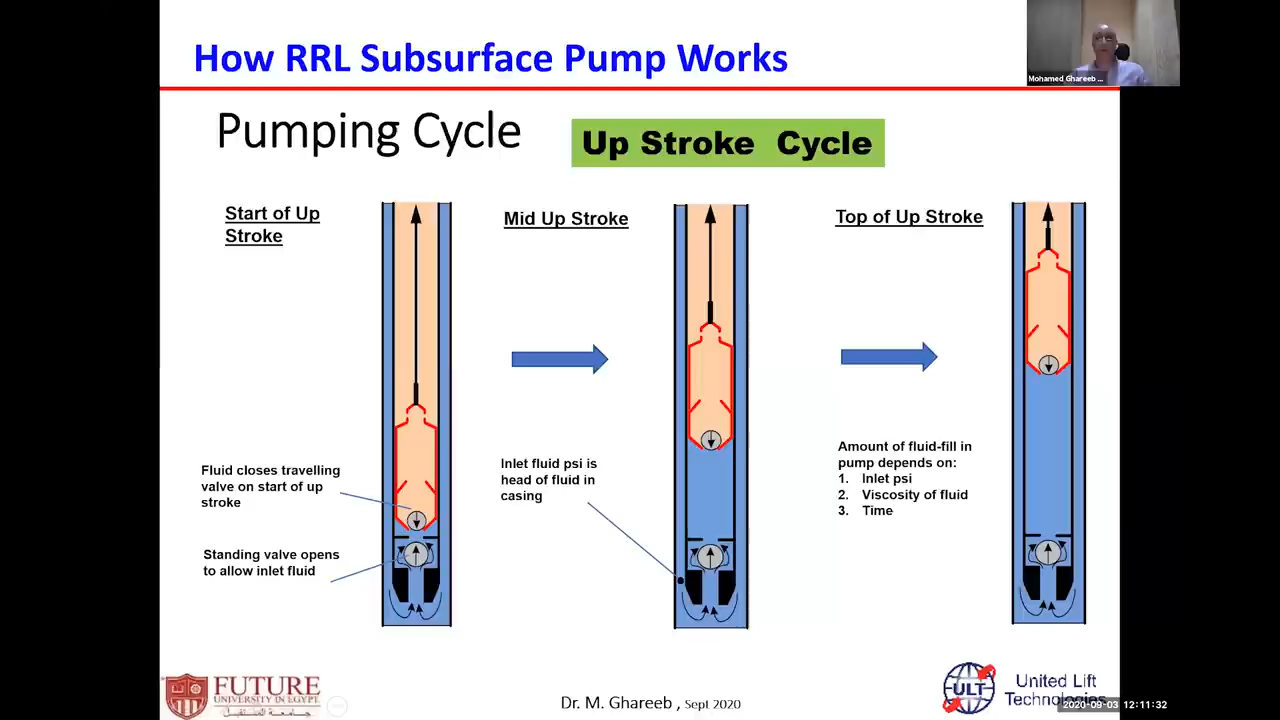 How RRL Subsurface Pump Works
Mohamed Ghareeb ...
Pumping Cycle
Up Stroke Cycle
Start of Up
Stroke
Mid Up Stroke
Top of Up Stroke
Fluid closes travelling
valve on start of up
stroke
Standing valve opens
to allow inlet fluid
Inlet fluid psi is
head of fluid in
casing
Amount of fluid-fill in
pump depends on:
1. Inlet psi
2. Viscosity of fluid
3. Time
FUTURE
UNIVERSITY IN EGYPT
جامعة المستقبل
Dr. M. Ghareeb , Sept 2020
ULT
United Lift
Technologies
2020-09-03 12:11:32